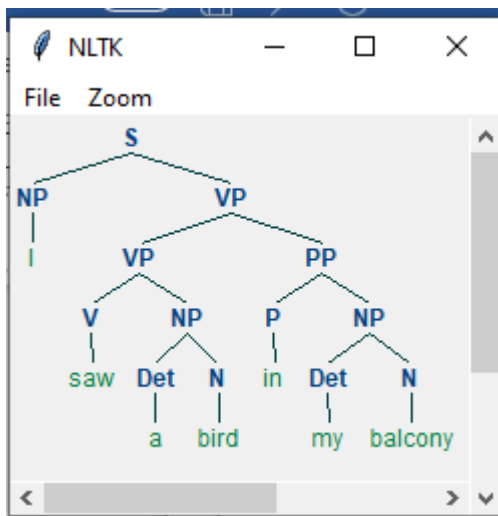 NLTK
File Zoom
S
NP VP
I VP PP
V NP P NP
saw Det N in Det N
a bird my balcony